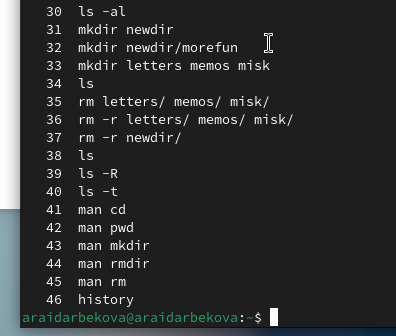 30 ls -al
31 mkdir newdir
32 mkdir newdir/morefun
33 mkdir letters memos misk
34 ls
35 rm letters/ memos/ misk/
36 rm -r letters/ memos/ misk/
37 rm -r newdir/
38 ls
39 ls -R
40 ls -t
41 man cd
42 man pwd
43 man mkdir
44 man rmdir
45 man rm
46 history
araidarbekova@araidarbekova:~$